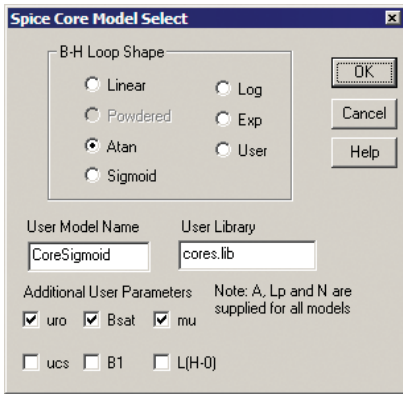 Spice Core Model Select
B-H Loop Shape
Linear
Powdered
Atan
Sigmoid
Log
Exp
User
OK
Cancel
Help
User Model Name
User Library
CoreSigmoid
cores.lib
Additional User Parameters
Note: A, Lp and N are
supplied for all models
uro
Bsat
mu
ucs
B1
L(H-0)